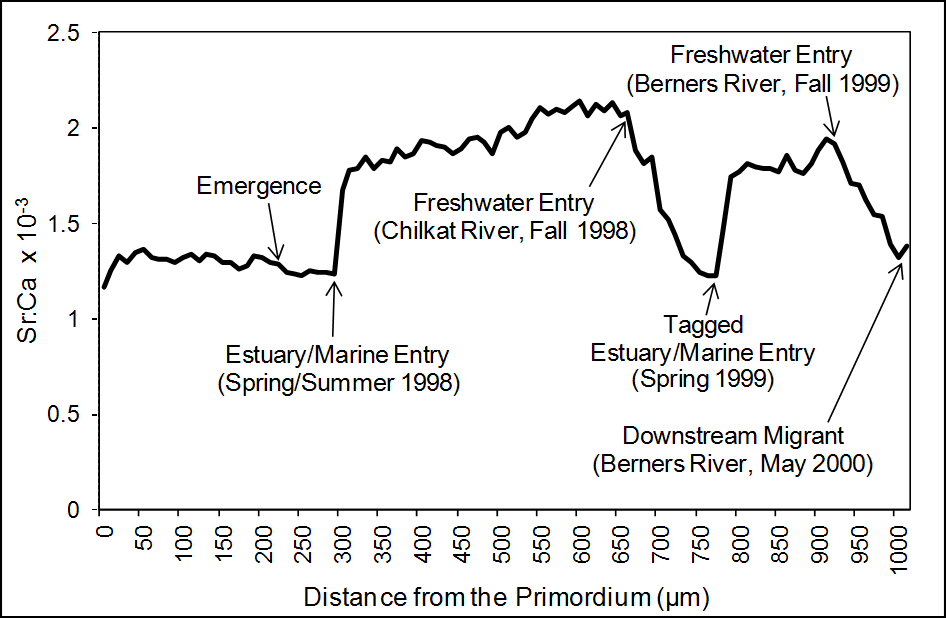 2.5
2
1.5
1
0.5
0
Sr:Ca x 10-3
Freshwater Entry
(Berners River, Fall 1999)
Emergence
Freshwater Entry
(Chilkat River, Fall 1998)
Estuary/Marine Entry
(Spring/Summer 1998)
Tagged
Estuary/Marine Entry
(Spring 1999)
Downstream Migrant
(Berners River, May 2000)
0
50
100
150
200
250
300
350
400
450
500
550
600
650
700
750
800
850
900
950
1000
Distance from the Primordium (µm)